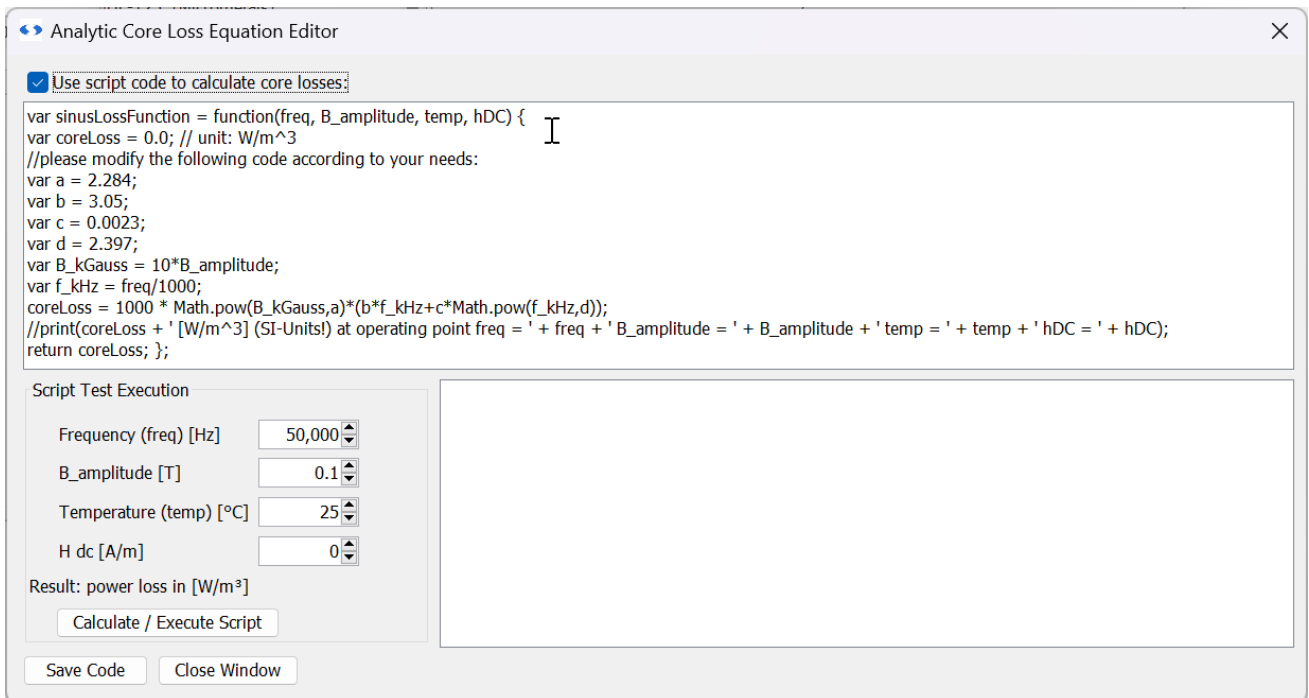 Analytic Core Loss Equation Editor
Use script code to calculate core losses:
var sinusLossFunction = function(freq, B_amplitude, temp, hDC) {
var coreLoss = 0.0; // unit: W/m^3
//please modify the following code according to your needs:
var a = 2.284;
var b = 3.05;
var c = 0.0023;
var d = 2.397;
var B_kGauss = 10*B_amplitude;
var f_kHz = freq/1000;
coreLoss = 1000 * Math.pow(B_kGauss,a)*(b*f_kHz+c*Math.pow(f_kHz,d));
//print(coreLoss + ' [W/m^3] (SI-Units!) at operating point freq = ' + freq + ' B_amplitude = ' + B_amplitude + ' temp = ' + temp + ' hDC = ' + hDC);
return coreLoss; };
Script Test Execution
Frequency (freq) [Hz] 50,000
B_amplitude [T] 0.1
Temperature (temp) [°C] 25
H dc [A/m] 0
Result: power loss in [W/m³]
Calculate / Execute Script
Save Code Close Window